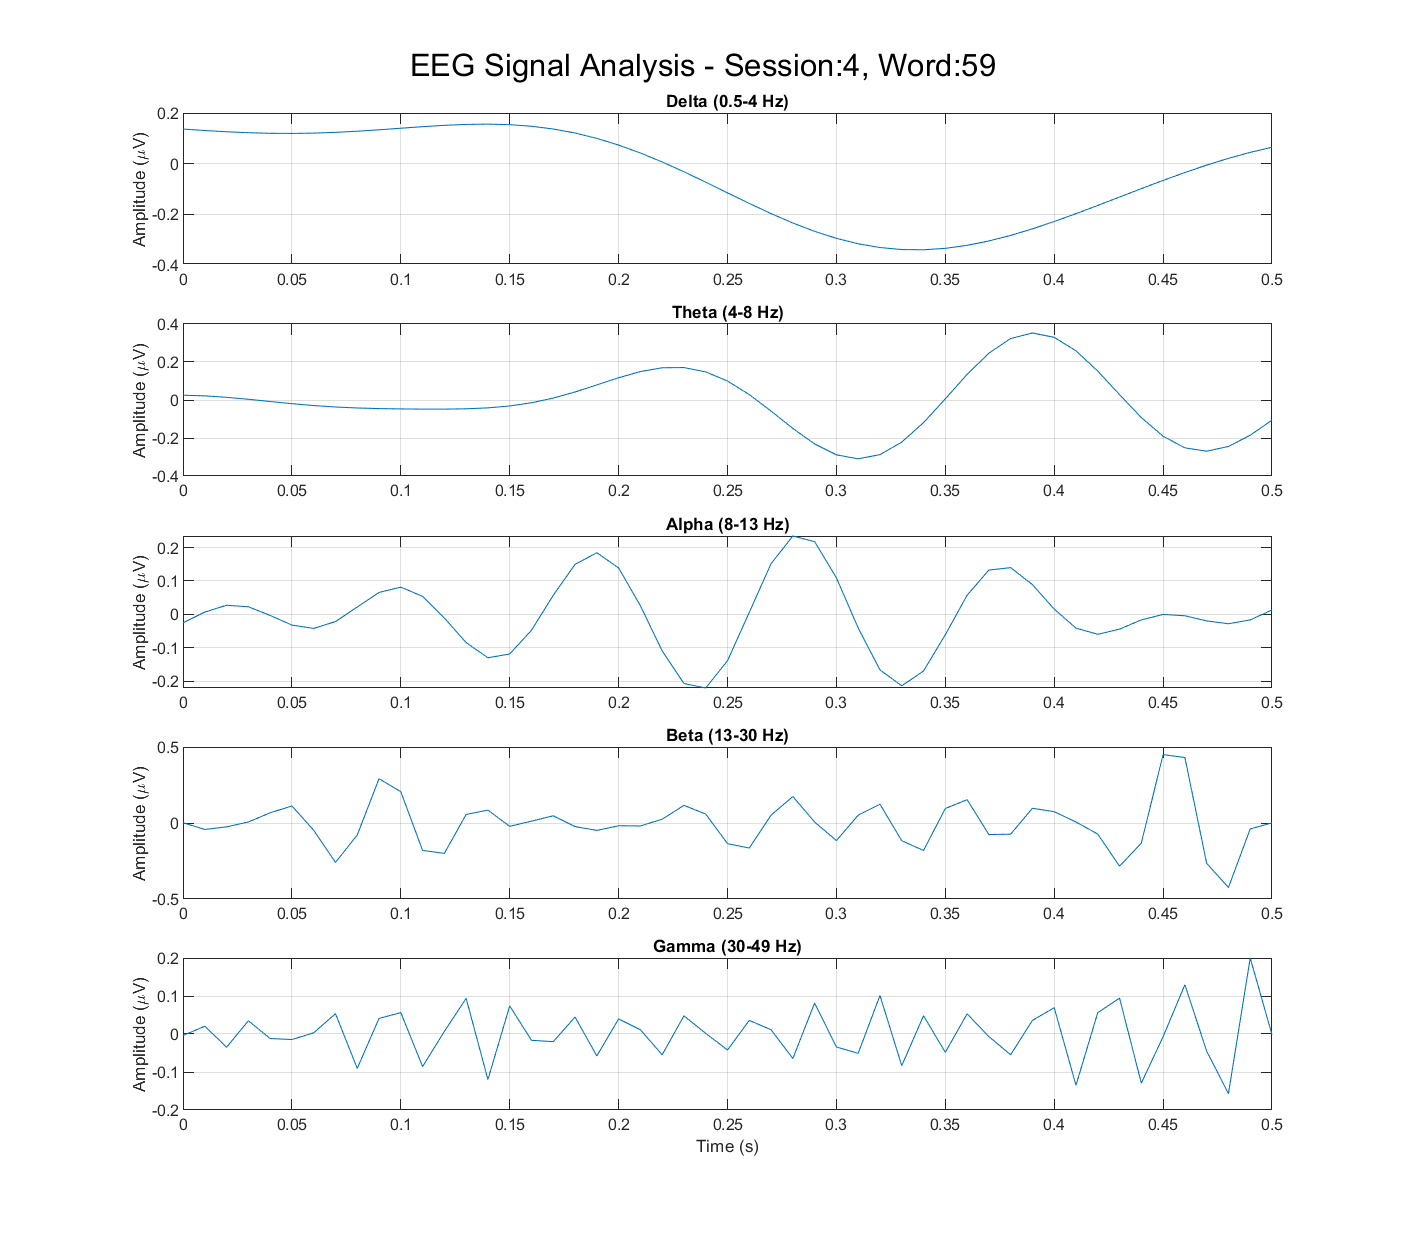 EEG Signal Analysis - Session:4, Word:59
Delta (0.5-4 Hz)
Amplitude (μV)
0.2
0
-0.2
-0.4
0 0.05 0.1 0.15 0.2 0.25 0.3 0.35 0.4 0.45 0.5
Theta (4-8 Hz)
Amplitude (μV)
0.4
0.2
0
-0.2
-0.4
0 0.05 0.1 0.15 0.2 0.25 0.3 0.35 0.4 0.45 0.5
Alpha (8-13 Hz)
Amplitude (μV)
0.2
0.1
0
-0.1
-0.2
0 0.05 0.1 0.15 0.2 0.25 0.3 0.35 0.4 0.45 0.5
Beta (13-30 Hz)
Amplitude (μV)
0.5
0
-0.5
0 0.05 0.1 0.15 0.2 0.25 0.3 0.35 0.4 0.45 0.5
Gamma (30-49 Hz)
Amplitude (μV)
0.2
0.1
0
-0.1
-0.2
0 0.05 0.1 0.15 0.2 0.25 0.3 0.35 0.4 0.45 0.5
Time (s)